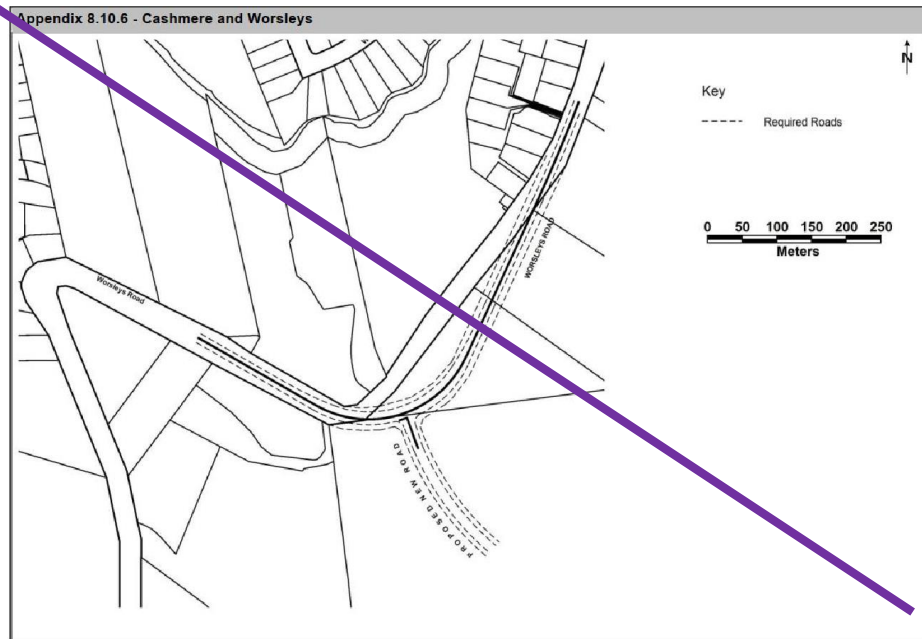 Appendix 8.10.6 - Cashmere and Worsleys
N
Key
Required Roads
0 50 100 150 200 250
Meters
WORSLEYS ROAD
Worsleys Road
PROPOSED NEW ROAD